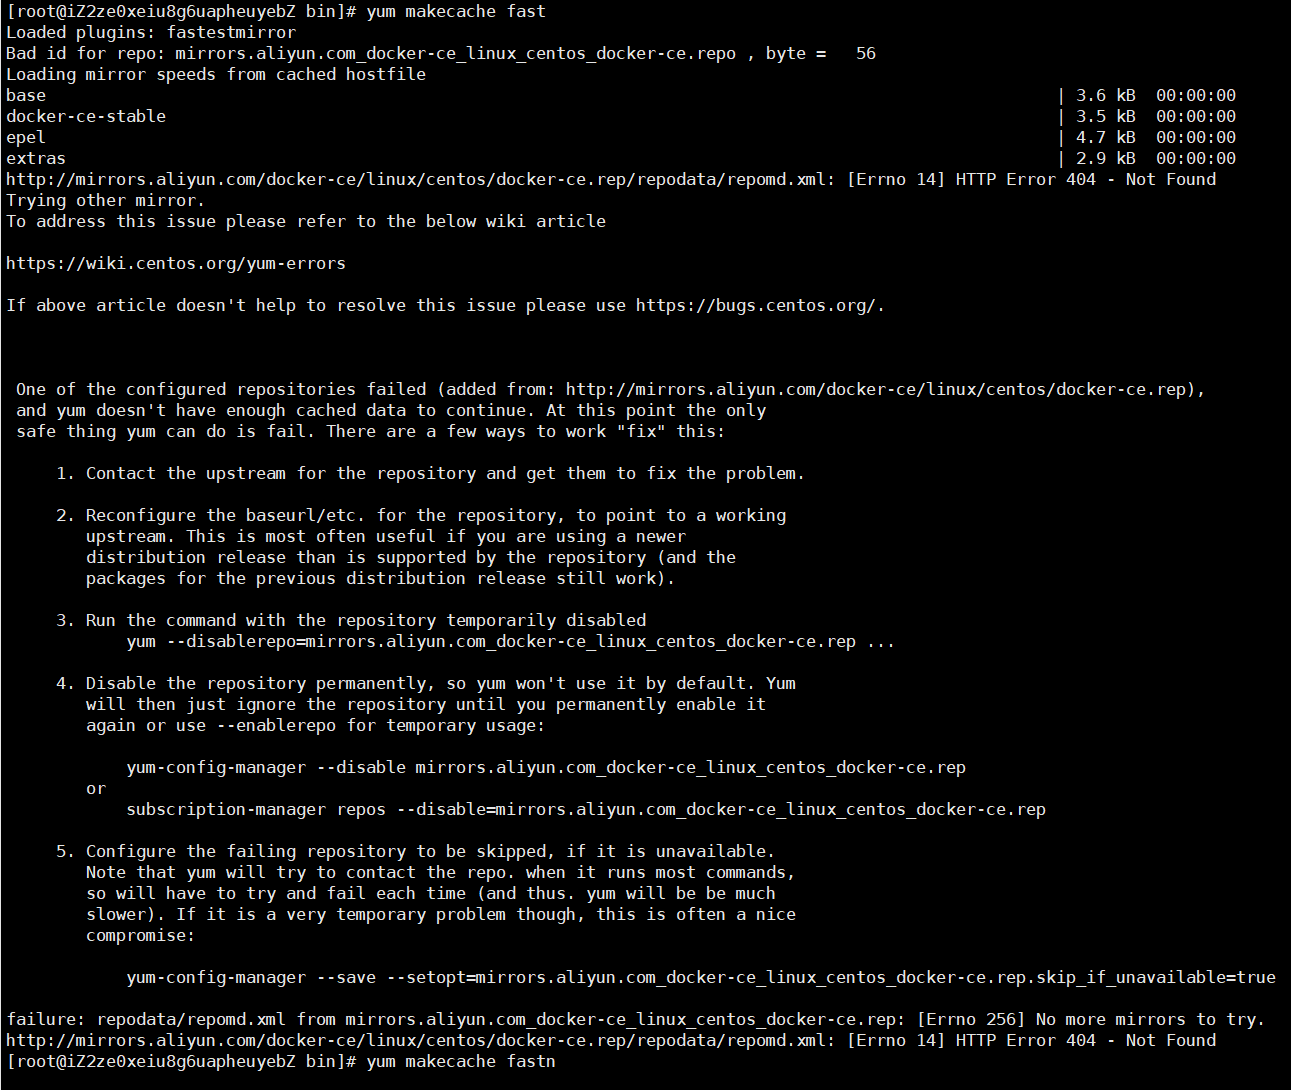 [root@iZ2ze0xeiu8g6uapheuyebZ bin]# yum makecache fast
Loaded plugins: fastestmirror
Bad id for repo: mirrors.aliyun.com_docker-ce_linux_centos_docker-ce.repo , byte =   56
Loading mirror speeds from cached hostfile
base | 3.6 kB  00:00:00
docker-ce-stable | 3.5 kB  00:00:00
epel | 4.7 kB  00:00:00
extras | 2.9 kB  00:00:00
http://mirrors.aliyun.com/docker-ce/linux/centos/docker-ce.rep/repodata/repomd.xml: [Errno 14] HTTP Error 404 - Not Found
Trying other mirror.
To address this issue please refer to the below wiki article
https://wiki.centos.org/yum-errors
If above article doesn't help to resolve this issue please use https://bugs.centos.org/.
One of the configured repositories failed (added from: http://mirrors.aliyun.com/docker-ce/linux/centos/docker-ce.rep),
and yum doesn't have enough cached data to continue. At this point the only
safe thing yum can do is fail. There are a few ways to work "fix" this:
1. Contact the upstream for the repository and get them to fix the problem.
2. Reconfigure the baseurl/etc. for the repository, to point to a working
upstream. This is most often useful if you are using a newer
distribution release than is supported by the repository (and the
packages for the previous distribution release still work).
3. Run the command with the repository temporarily disabled
yum --disablerepo=mirrors.aliyun.com_docker-ce_linux_centos_docker-ce.rep ...
4. Disable the repository permanently, so yum won't use it by default. Yum
will then just ignore the repository until you permanently enable it
again or use --enablerepo for temporary usage:
yum-config-manager --disable mirrors.aliyun.com_docker-ce_linux_centos_docker-ce.rep
or
subscription-manager repos --disable=mirrors.aliyun.com_docker-ce_linux_centos_docker-ce.rep
5. Configure the failing repository to be skipped, if it is unavailable.
Note that yum will try to contact the repo. when it runs most commands,
so will have to try and fail each time (and thus. yum will be be much
slower). If it is a very temporary problem though, this is often a nice
compromise:
yum-config-manager --save --setopt=mirrors.aliyun.com_docker-ce_linux_centos_docker-ce.rep.skip_if_unavailable=true
failure: repodata/repomd.xml from mirrors.aliyun.com_docker-ce_linux_centos_docker-ce.rep: [Errno 256] No more mirrors to try.
http://mirrors.aliyun.com/docker-ce/linux/centos/docker-ce.rep/repodata/repomd.xml: [Errno 14] HTTP Error 404 - Not Found
[root@iZ2ze0xeiu8g6uapheuyebZ bin]# yum makecache fastn